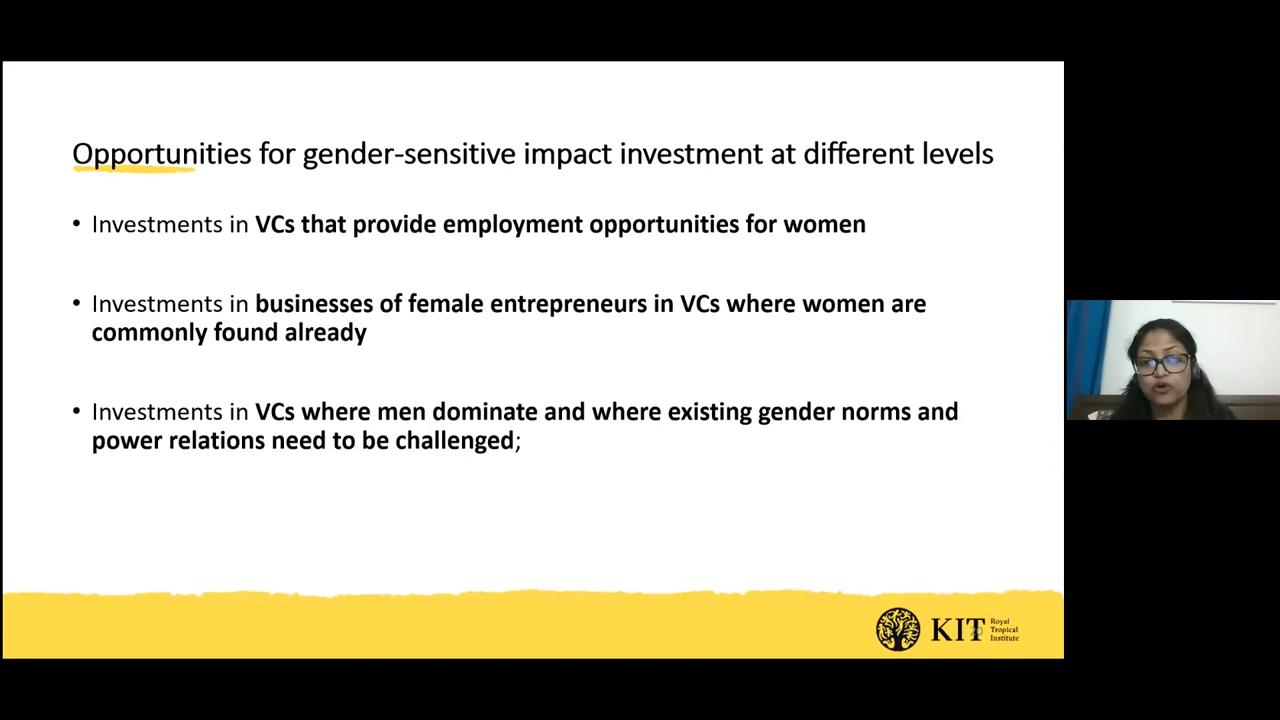 Opportunities for gender-sensitive impact investment at different levels
• Investments in VCs that provide employment opportunities for women
• Investments in businesses of female entrepreneurs in VCs where women are
commonly found already
• Investments in VCs where men dominate and where existing gender norms and
power relations need to be challenged;
KIT
20
Royal
Tropical
Institute